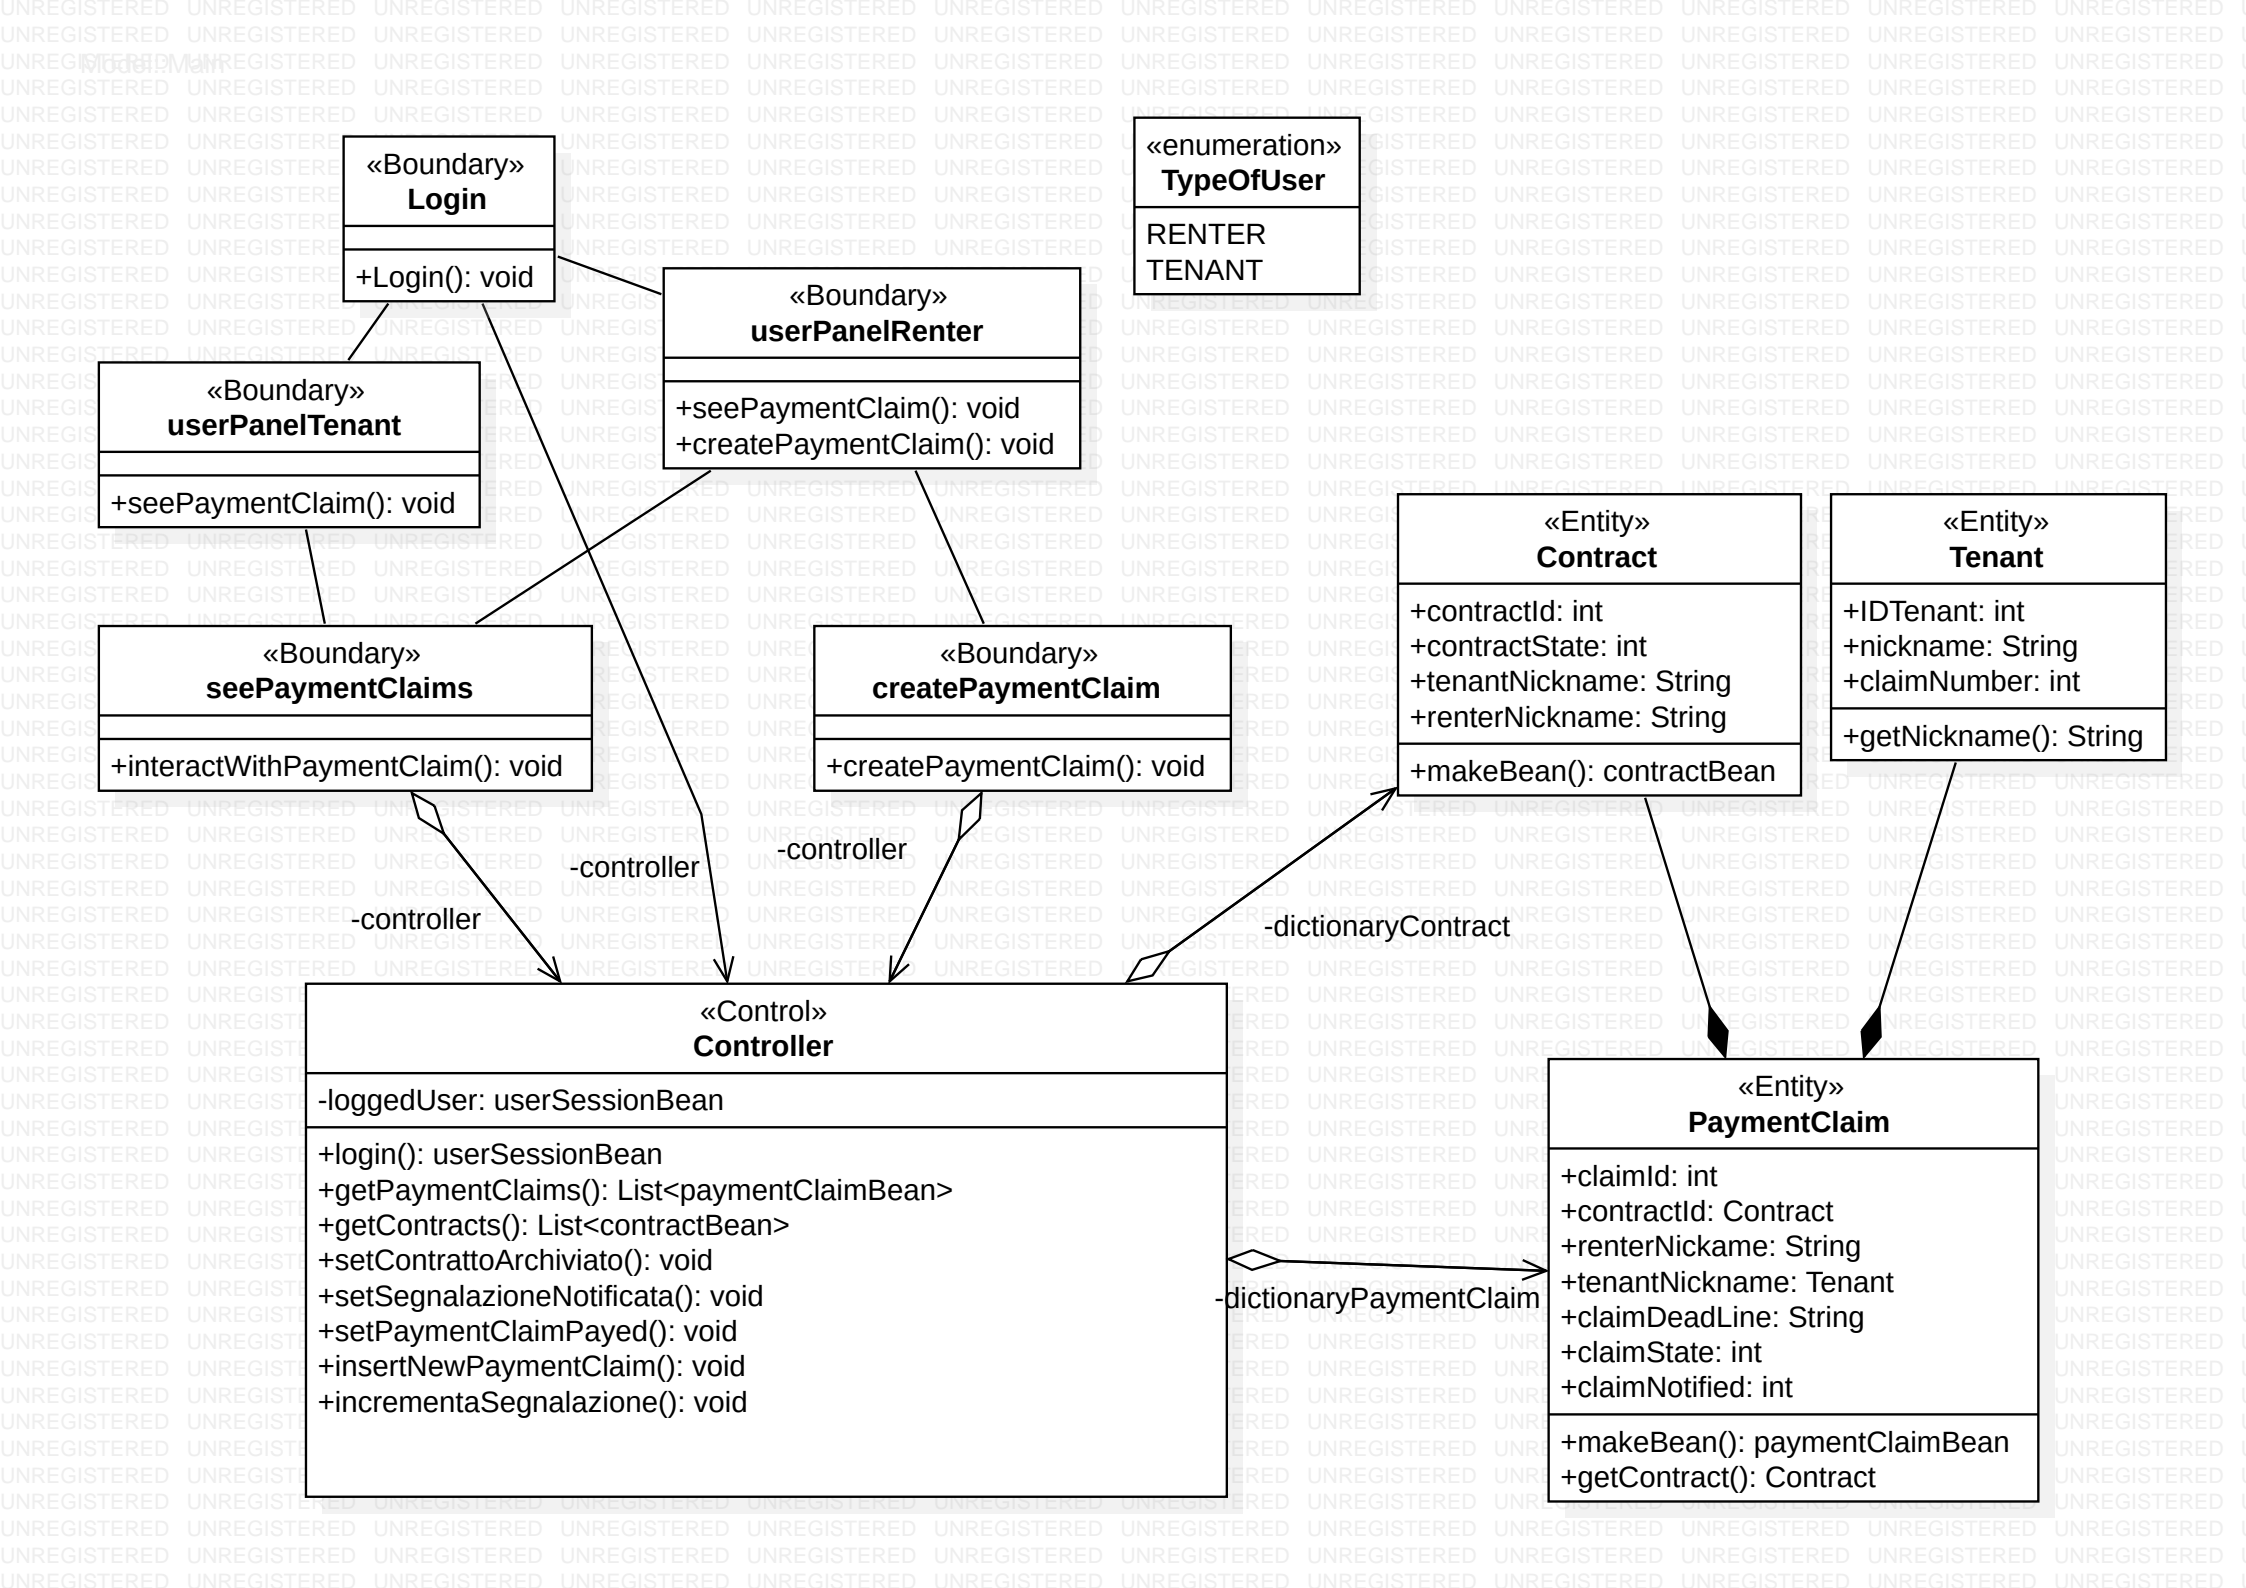 Model::Main
«Boundary»
Login
+Login(): void
«enumeration»
TypeOfUser
RENTER
TENANT
«Boundary»
userPanelRenter
+seePaymentClaim(): void
+createPaymentClaim(): void
«Boundary»
userPanelTenant
+seePaymentClaim(): void
«Entity»
Contract
+contractId: int
+contractState: int
+tenantNickname: String
+renterNickname: String
+makeBean(): contractBean
«Entity»
Tenant
+IDTenant: int
+nickname: String
+claimNumber: int
+getNickname(): String
«Boundary»
seePaymentClaims
+interactWithPaymentClaim(): void
«Boundary»
createPaymentClaim
+createPaymentClaim(): void
-controller
-controller
-controller
-dictionaryContract
«Control»
Controller
-loggedUser: userSessionBean
+login(): userSessionBean
+getPaymentClaims(): List<paymentClaimBean>
+getContracts(): List<contractBean>
+setContrattoArchiviato(): void
+setSegnalazioneNotificata(): void
+setPaymentClaimPayed(): void
+insertNewPaymentClaim(): void
+incrementaSegnalazione(): void
-dictionaryPaymentClaim
«Entity»
PaymentClaim
+claimId: int
+contractId: Contract
+renterNickame: String
+tenantNickname: Tenant
+claimDeadLine: String
+claimState: int
+claimNotified: int
+makeBean(): paymentClaimBean
+getContract(): Contract
UNREGISTERED